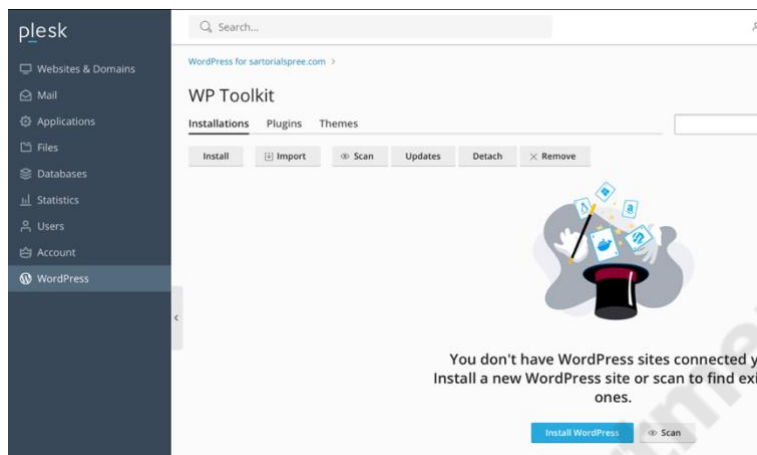 plesk
Search...
Websites & Domains
Mail
Applications
Files
Databases
Statistics
Users
Account
WordPress
WordPress for sartorialspree.com >
WP Toolkit
Installations Plugins Themes
Install Import Scan Updates Detach Remove
You don't have WordPress sites connected y
Install a new WordPress site or scan to find exi
ones.
Install WordPress Scan